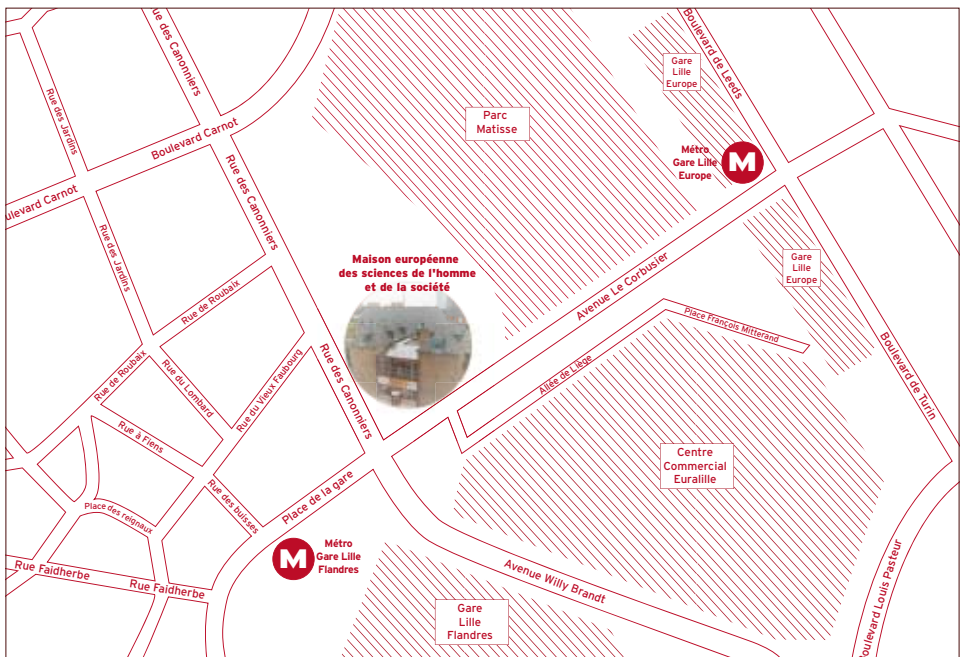 Rue des Canonniers
Boulevard de Leeds
Gare
Lille
Europe
Rue des Jardins
Parc
Matisse
Boulevard Carnot
Métro
Gare Lille
Europe
M
Rue des Canonniers
oulevard Carnot
Rue des Jardins
Maison européenne
des sciences de l'homme
et de la société
Gare
Lille
Europe
Avenue Le Corbusier
Rue de Roubaix
Place François Mitterand
Rue de Roubaix
Rue du Lombard
Rue du Vieux Faubourg
Rue des Canonniers
Allée de Liège
Boulevard de Turin
Rue à Fiens
Centre
Commercial
Euralille
Rue des buisses
Place de la gare
Place des reignaux
M
Métro
Gare Lille
Flandres
Rue Faidherbe
Rue Faidherbe
Avenue Willy Brandt
oulevard Louis Pasteur
Gare
Lille
Flandres